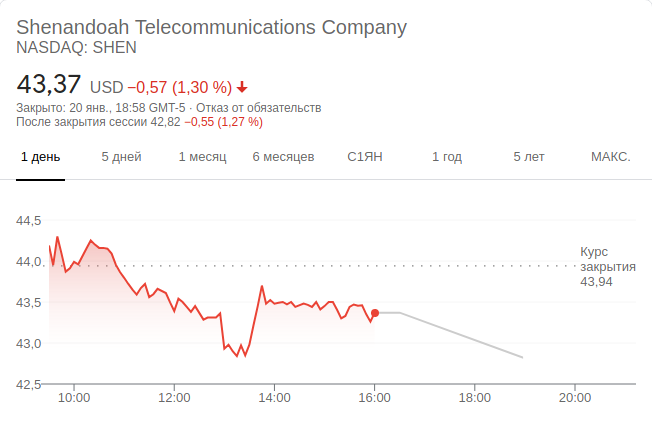 Shenandoah Telecommunications Company
NASDAQ: SHEN
43,37 USD −0,57 (1,30 %)
Закрыто: 20 янв., 18:58 GMT-5 · Отказ от обязательств
После закрытия сессии 42,82 −0,55 (1,27 %)
1 день 5 дней 1 месяц 6 месяцев С1ЯН 1 год 5 лет МАКС.
44,5
44,0
43,5
43,0
42,5
Курс
закрытия
43,94
10:00 12:00 14:00 16:00 18:00 20:00